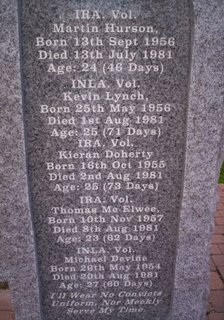 IRA. Vol.
Martin Hurson,
Born 13th Sept 1956
Died 13th July 1981
Age: 24 (46 Days)
INLA. Vol.
Kevin Lynch,
Born 25th May 1956
Died 1st Aug 1981
Age: 25 (71 Days)
IRA. Vol.
Kieran Doherty
Born 16th Oct 1955
Died 2nd Aug 1981
Age: 25 (73 Days)
IRA. Vol.
Thomas Mc Elwee,
Born 10th Nov 1957
Died 8th Aug 1981
Age: 23 (62 Days)
INLA. Vol.
Michael Devine
Born 26th May 1954
Died 20th Aug 1981
Age: 27 (60 Days)
I'll Wear No Convicts
Uniform, Nor Meekly
Serve My Time